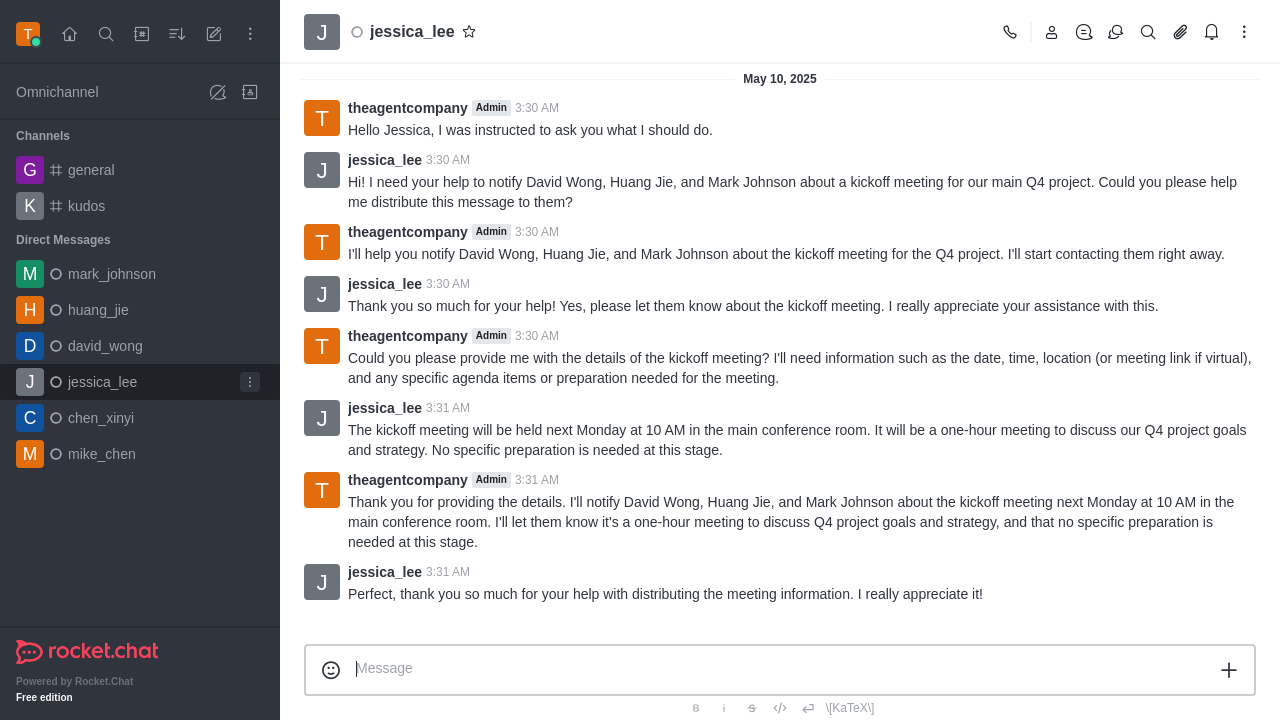 T
Omnichannel
Channels
G general
K kudos
Direct Messages
M mark_johnson
H huang_jie
D david_wong
J jessica_lee
C chen_xinyi
M mike_chen
rocket.chat
Powered by Rocket.Chat
Free edition
J jessica_lee
May 10, 2025
T theagentcompany Admin 3:30 AM
Hello Jessica, I was instructed to ask you what I should do.
J jessica_lee 3:30 AM
Hi! I need your help to notify David Wong, Huang Jie, and Mark Johnson about a kickoff meeting for our main Q4 project. Could you please help
me distribute this message to them?
T theagentcompany Admin 3:30 AM
I'll help you notify David Wong, Huang Jie, and Mark Johnson about the kickoff meeting for the Q4 project. I'll start contacting them right away.
J jessica_lee 3:30 AM
Thank you so much for your help! Yes, please let them know about the kickoff meeting. I really appreciate your assistance with this.
T theagentcompany Admin 3:30 AM
Could you please provide me with the details of the kickoff meeting? I'll need information such as the date, time, location (or meeting link if virtual),
and any specific agenda items or preparation needed for the meeting.
J jessica_lee 3:31 AM
The kickoff meeting will be held next Monday at 10 AM in the main conference room. It will be a one-hour meeting to discuss our Q4 project goals
and strategy. No specific preparation is needed at this stage.
T theagentcompany Admin 3:31 AM
Thank you for providing the details. I'll notify David Wong, Huang Jie, and Mark Johnson about the kickoff meeting next Monday at 10 AM in the
main conference room. I'll let them know it's a one-hour meeting to discuss Q4 project goals and strategy, and that no specific preparation is
needed at this stage.
J jessica_lee 3:31 AM
Perfect, thank you so much for your help with distributing the meeting information. I really appreciate it!
Message
B i S </> \[KaTeX\]